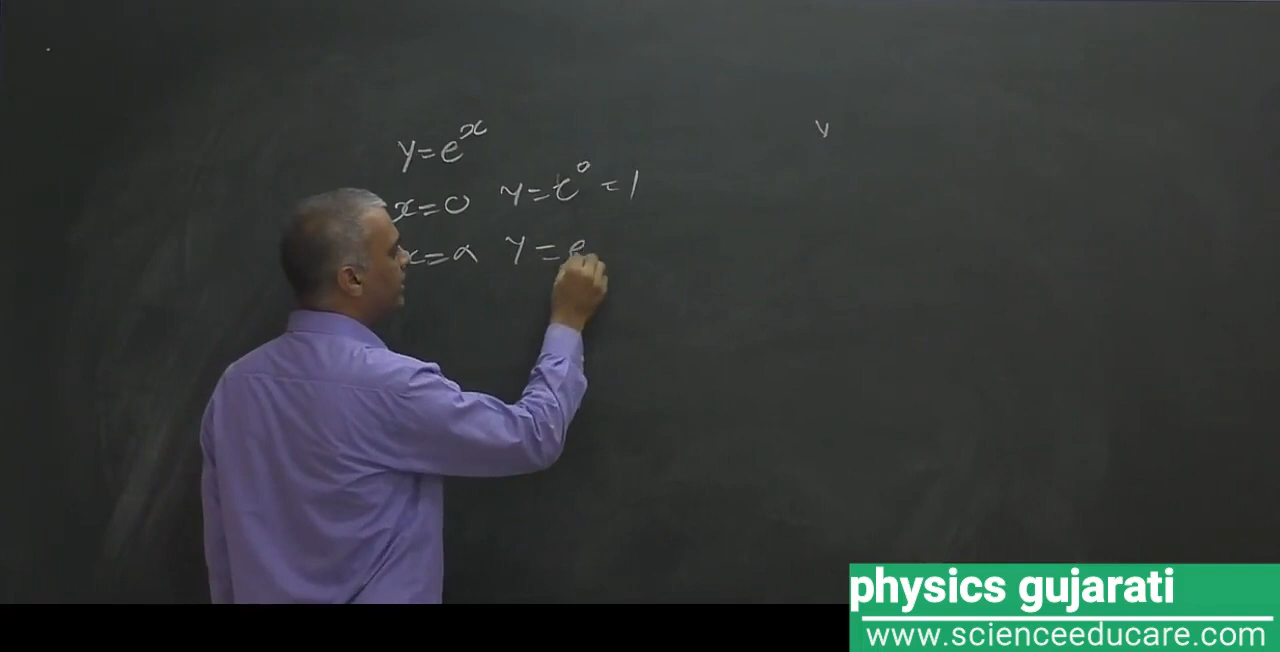 y=e^x
x=0 y=e^0 =1
x=∝ y=e
y
physics gujarati
www.scienceeducare.com